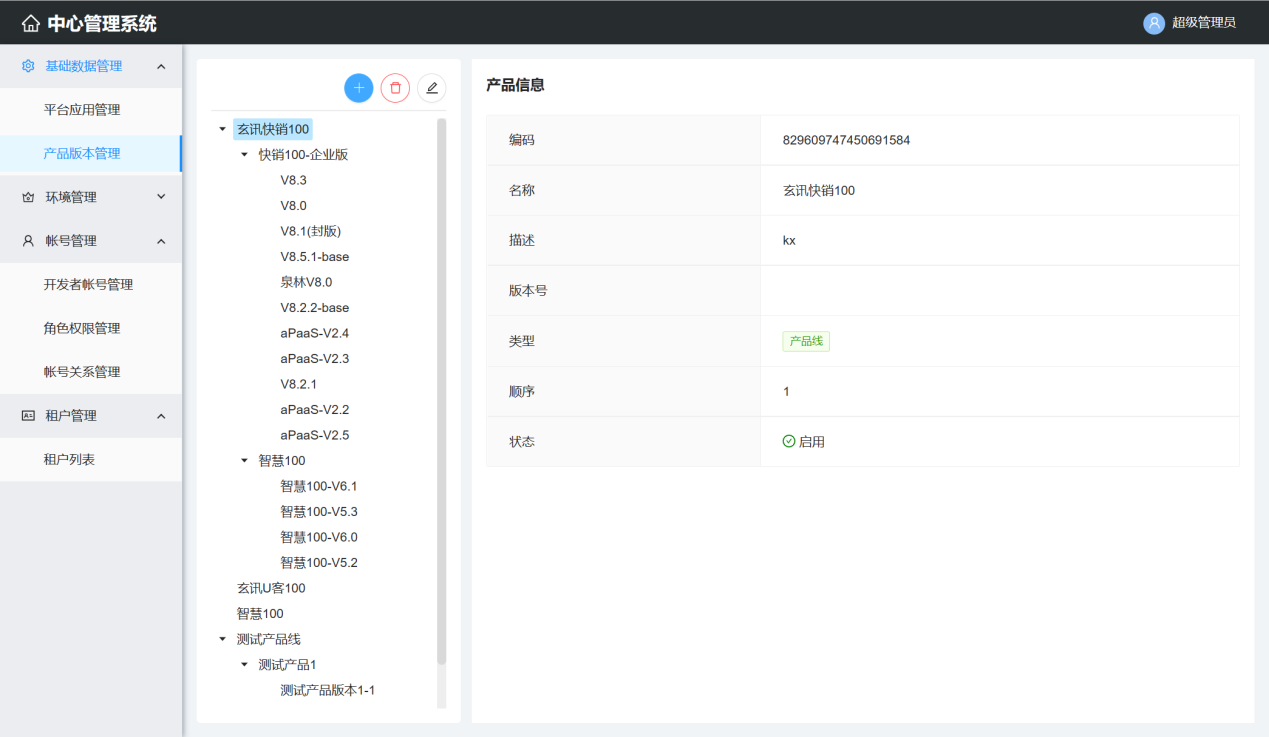 中心管理系统
超级管理员
基础数据管理
平台应用管理
产品版本管理
环境管理
帐号管理
开发者帐号管理
角色权限管理
帐号关系管理
租户管理
租户列表
玄讯快销100
快销100-企业版
V8.3
V8.0
V8.1(封版)
V8.5.1-base
泉林V8.0
V8.2.2-base
aPaaS-V2.4
aPaaS-V2.3
V8.2.1
aPaaS-V2.2
aPaaS-V2.5
智慧100
智慧100-V6.1
智慧100-V5.3
智慧100-V6.0
智慧100-V5.2
玄讯U客100
智慧100
测试产品线
测试产品1
测试产品版本1-1
产品信息
编码 829609747450691584
名称 玄讯快销100
描述 kx
版本号
类型 产品线
顺序 1
状态 启用